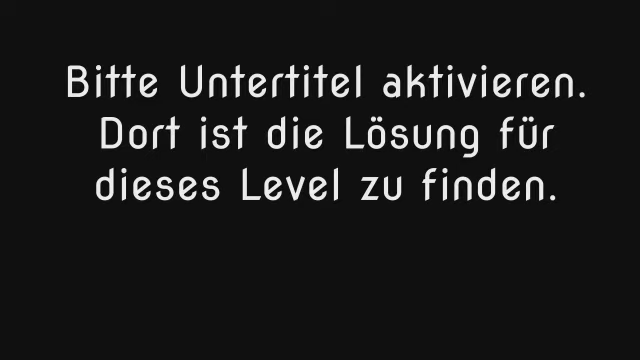 Bitte Untertitel aktivieren.
Dort ist die Lösung für
dieses Level zu finden.